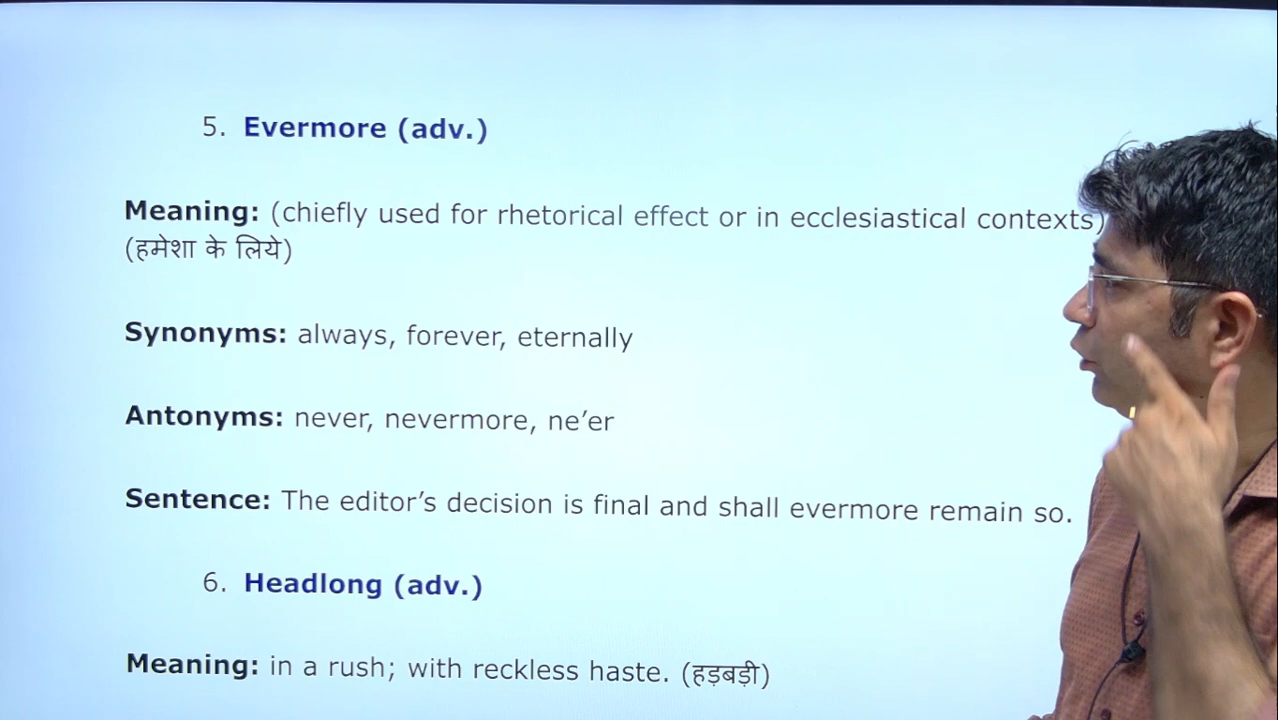 5. Evermore (adv.)
Meaning: (chiefly used for rhetorical effect or in ecclesiastical contexts)
(हमेशा के लिये)
Synonyms: always, forever, eternally
Antonyms: never, nevermore, ne’er
Sentence: The editor’s decision is final and shall evermore remain so.
6. Headlong (adv.)
Meaning: in a rush; with reckless haste. (हड़बड़ी)